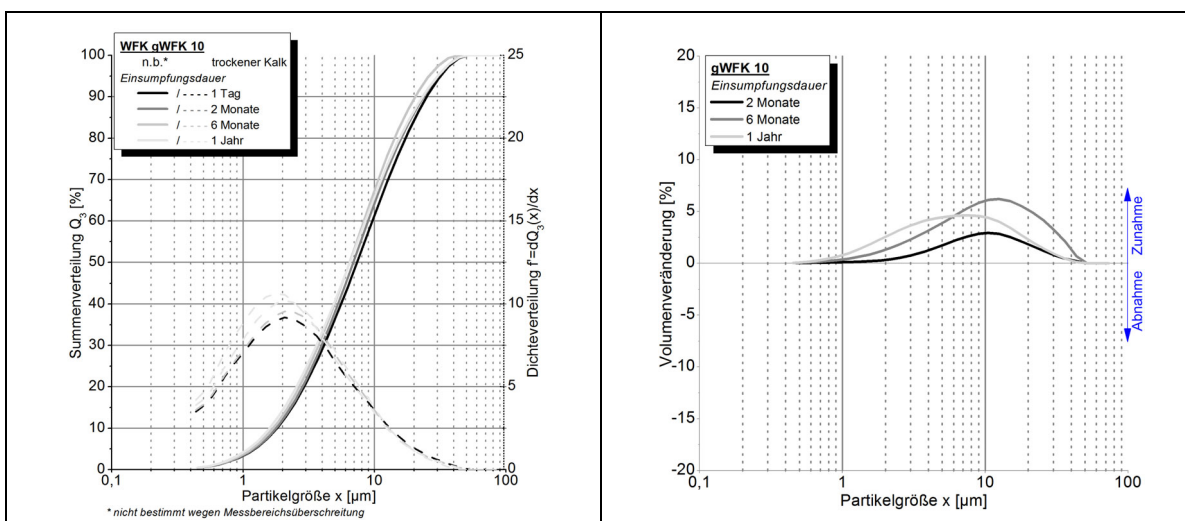 WFK gWFK 10
n.b.* trockener Kalk
Einsumpfungsdauer
/ 1 Tag
/ 2 Monate
/ 6 Monate
/ 1 Jahr
Summenverteilung Q3 [%]
100
90
80
70
60
50
40
30
20
10
0
25
20
15
10
5
0
Dichteverteilung f'=dQ3(x)/dx
0,1 1 10 100
Partikelgröße x [µm]
* nicht bestimmt wegen Messbereichsüberschreitung
gWFK 10
Einsumpfungsdauer
2 Monate
6 Monate
1 Jahr
Volumenveränderung [%]
20
15
10
5
0
-5
-10
-15
-20
Zunahme
Abnahme
0,1 1 10 100
Partikelgröße x [µm]